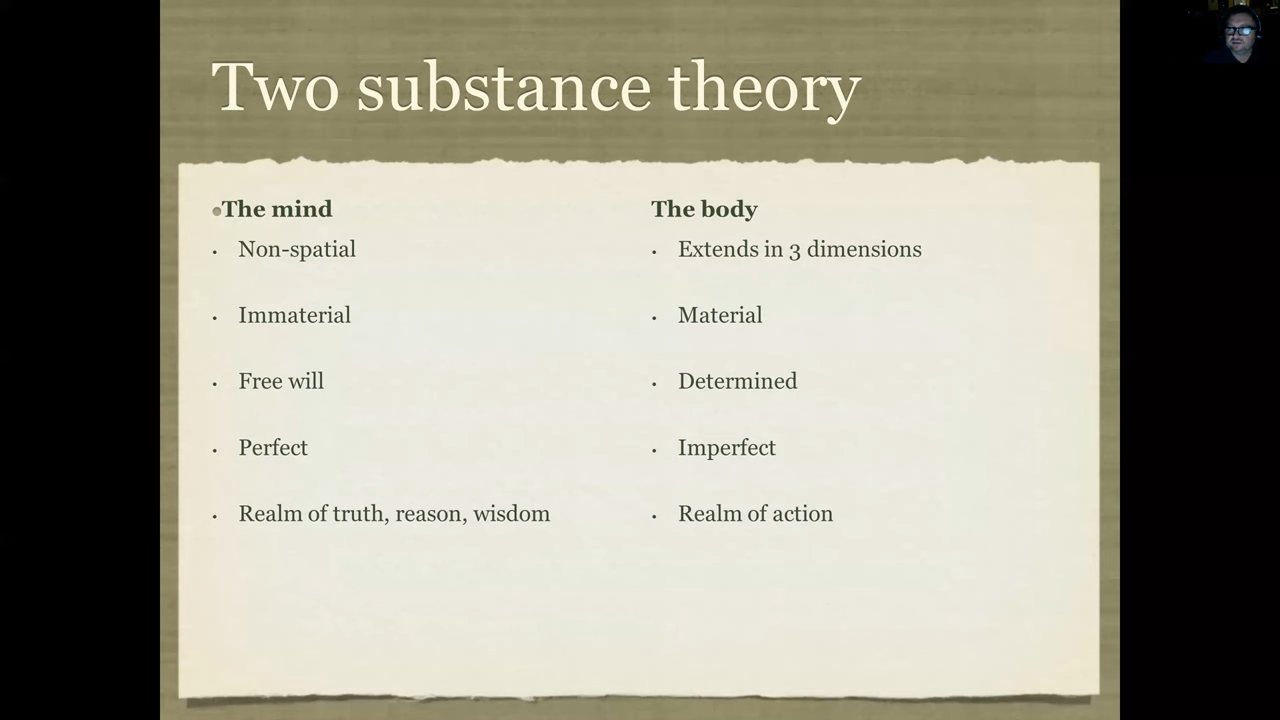 Two substance theory
•The mind
• Non-spatial
• Immaterial
• Free will
• Perfect
• Realm of truth, reason, wisdom
The body
• Extends in 3 dimensions
• Material
• Determined
• Imperfect
• Realm of action